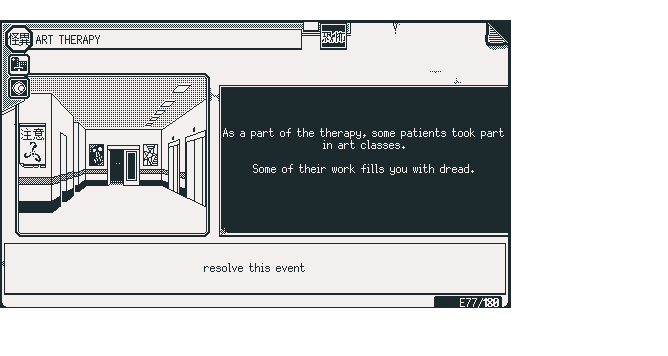 怪異 ART THERAPY
恐怖
注意
As a part of the therapy, some patients took part
in art classes.
Some of their work fills you with dread.
resolve this event
E77/180